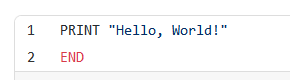 1 PRINT "Hello, World!"
2 END